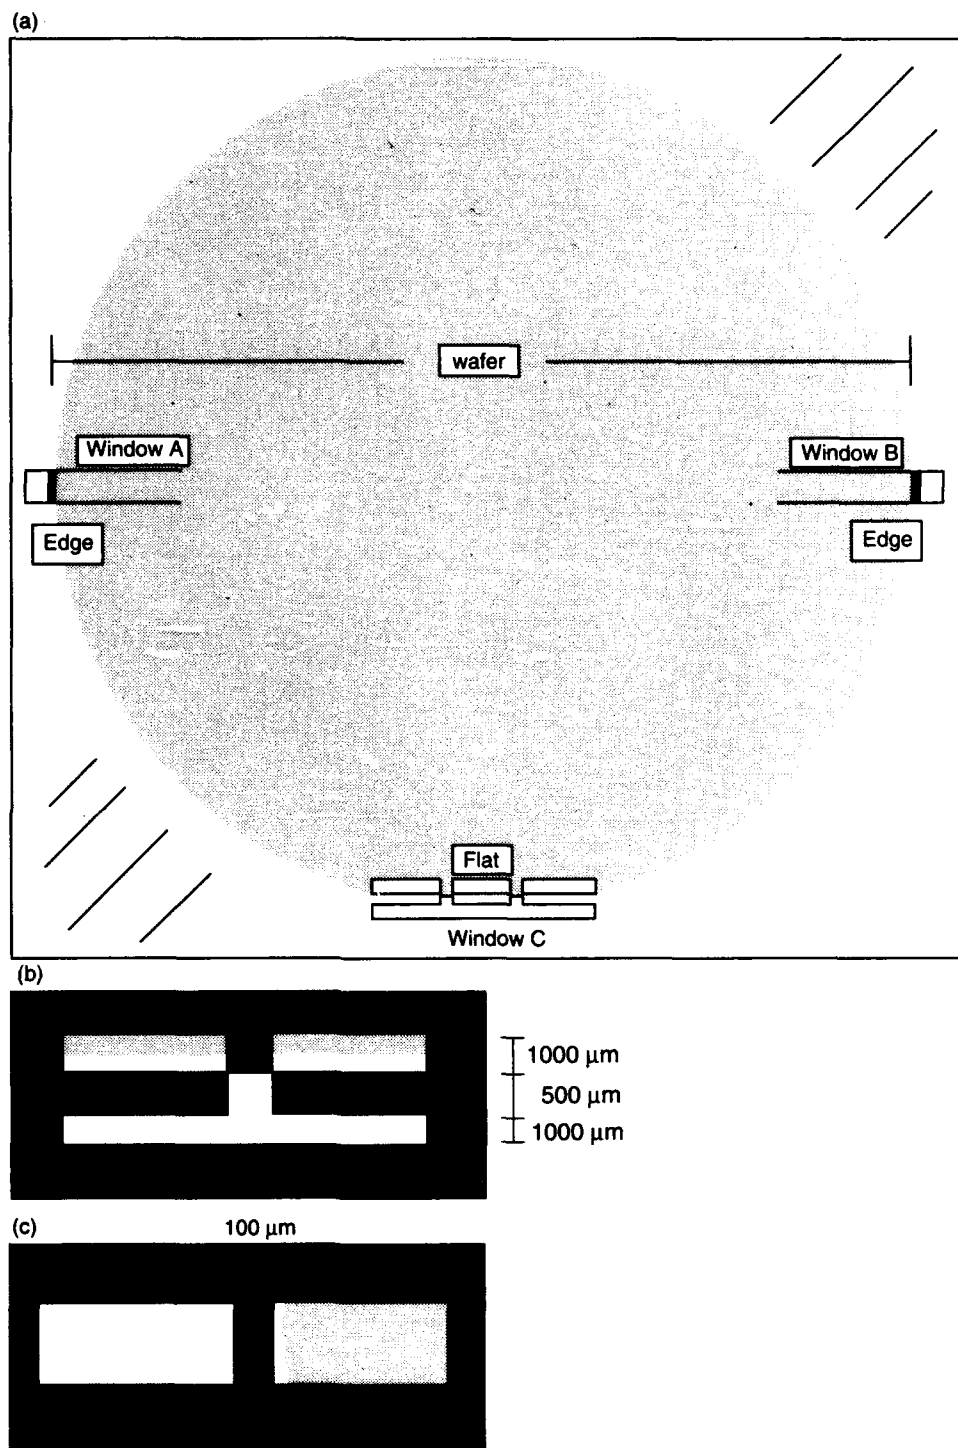 (a)
wafer
Window A
Window B
Edge
Edge
Flat
Window C
(b)
1000 µm
500 µm
1000 µm
(c)
100 µm